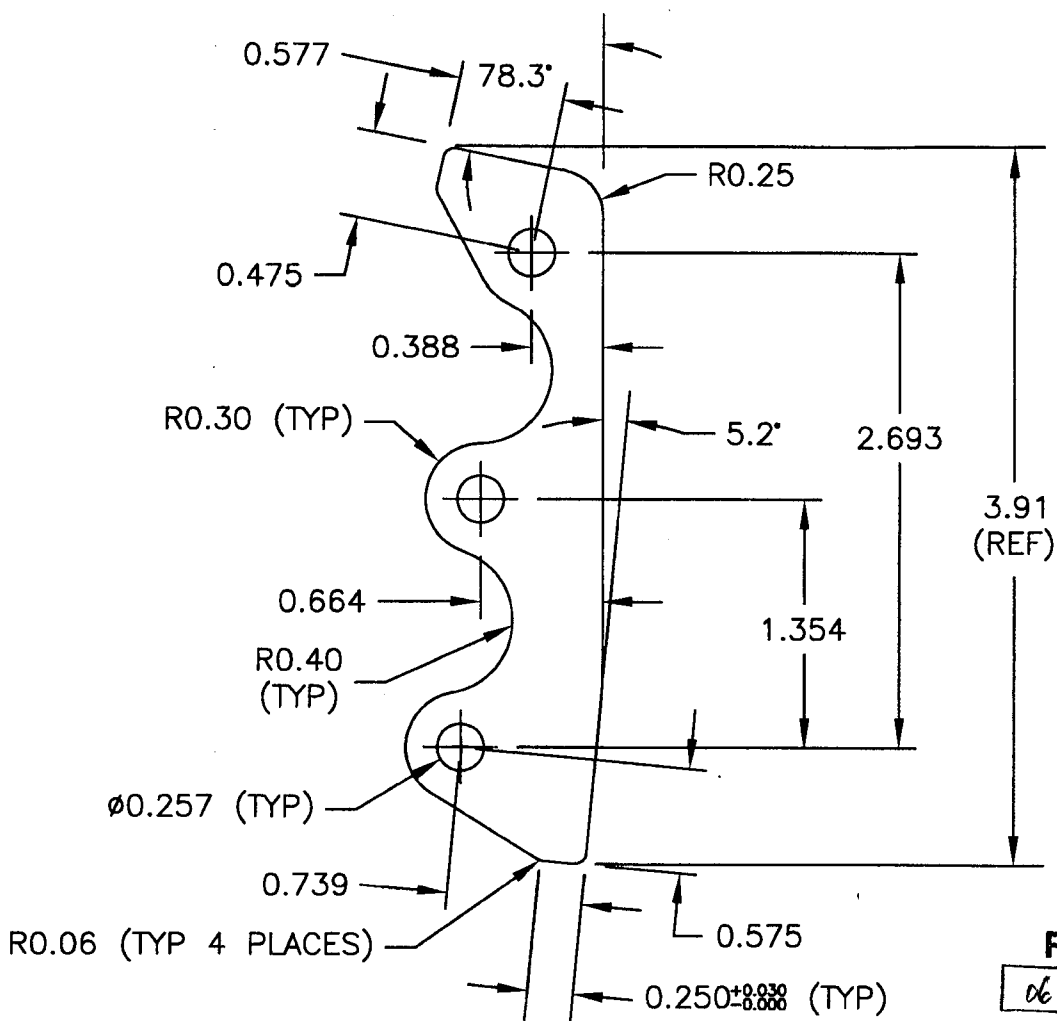 0.577
78.3°
R0.25
0.475
0.388
R0.30 (TYP)
5.2°
2.693
3.91
(REF)
0.664
1.354
R0.40
(TYP)
Ø0.257 (TYP)
0.739
R0.06 (TYP 4 PLACES)
0.575
0.250 +0.030 -0.000 (TYP)